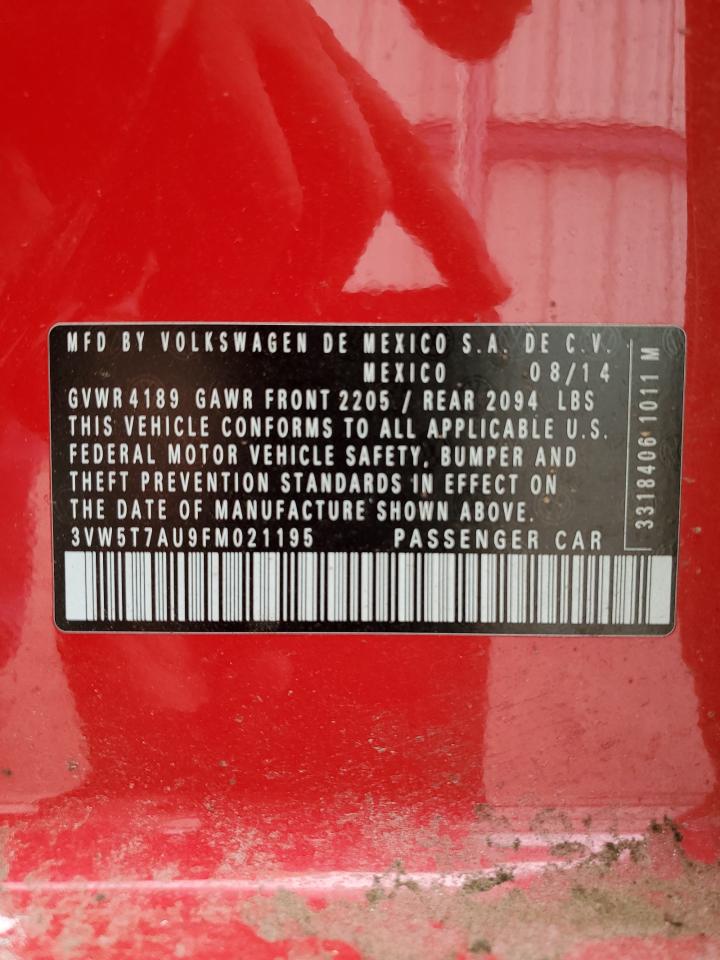 MFD BY VOLKSWAGEN DE MEXICO S.A. DE C.V.
MEXICO 08/14
GVWR 4189 GAWR FRONT 2205 / REAR 2094 LBS
THIS VEHICLE CONFORMS TO ALL APPLICABLE U.S.
FEDERAL MOTOR VEHICLE SAFETY, BUMPER AND
THEFT PREVENTION STANDARDS IN EFFECT ON
THE DATE OF MANUFACTURE SHOWN ABOVE.
3VW5T7AU9FM021195 PASSENGER CAR
3318406 1011 M